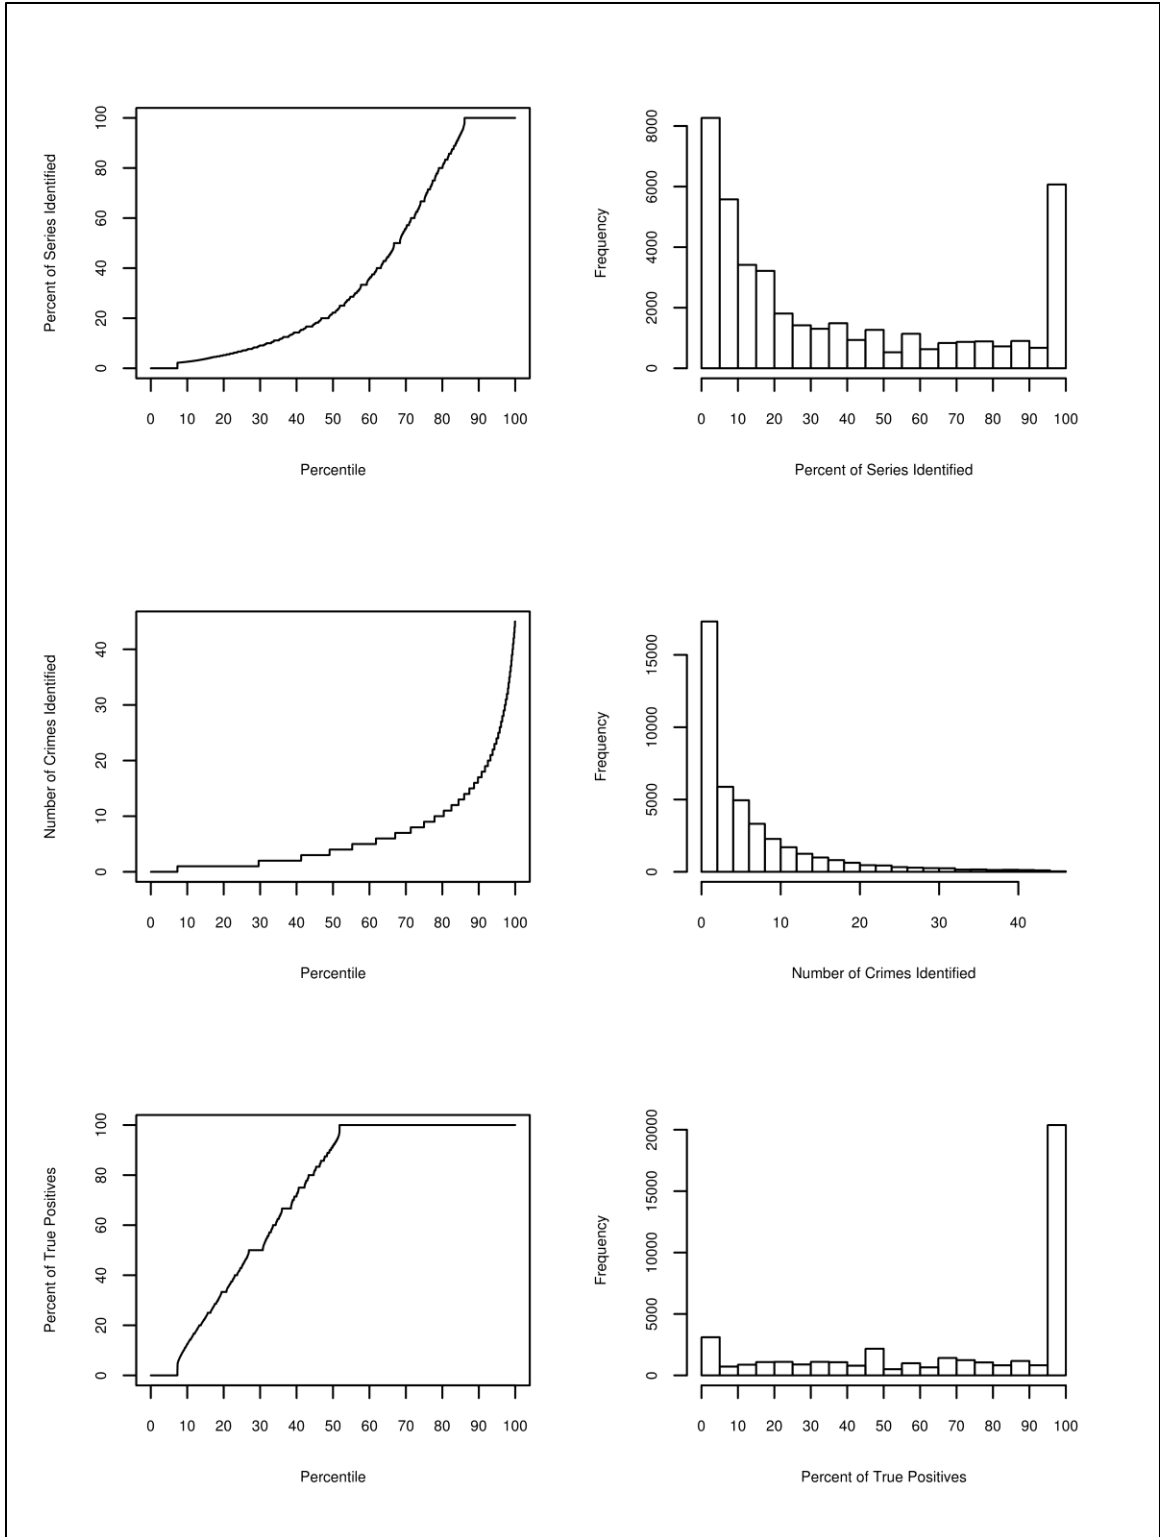 Percent of Series Identified
100
80
60
40
20
0
0 10 20 30 40 50 60 70 80 90 100
Percentile
Frequency
8000
6000
4000
2000
0
0 10 20 30 40 50 60 70 80 90 100
Percent of Series Identified
Number of Crimes Identified
40
30
20
10
0
0 10 20 30 40 50 60 70 80 90 100
Percentile
Frequency
15000
10000
5000
0
0 10 20 30 40
Number of Crimes Identified
Percent of True Positives
100
80
60
40
20
0
0 10 20 30 40 50 60 70 80 90 100
Percentile
Frequency
20000
15000
10000
5000
0
0 10 20 30 40 50 60 70 80 90 100
Percent of True Positives